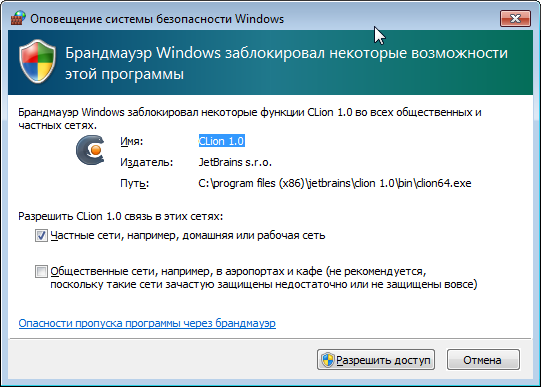 Оповещение системы безопасности Windows
Брандмауэр Windows заблокировал некоторые возможности
этой программы
Брандмауэр Windows заблокировал некоторые функции CLion 1.0 во всех общественных и
частных сетях.
Имя: CLion 1.0
Издатель: JetBrains s.r.o.
Путь: C:\program files (x86)\jetbrains\clion 1.0\bin\clion64.exe
Разрешить CLion 1.0 связь в этих сетях:
Частные сети, например, домашняя или рабочая сеть
Общественные сети, например, в аэропортах и кафе (не рекомендуется,
поскольку такие сети зачастую защищены недостаточно или не защищены вовсе)
Опасности пропуска программы через брандмауэр
Разрешить доступ
Отмена